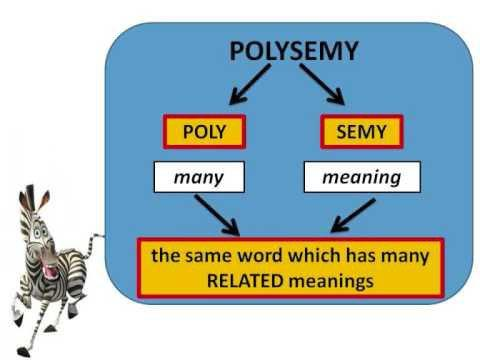 POLYSEMY
POLY
SEMY
many
meaning
the same word which has many
RELATED meanings